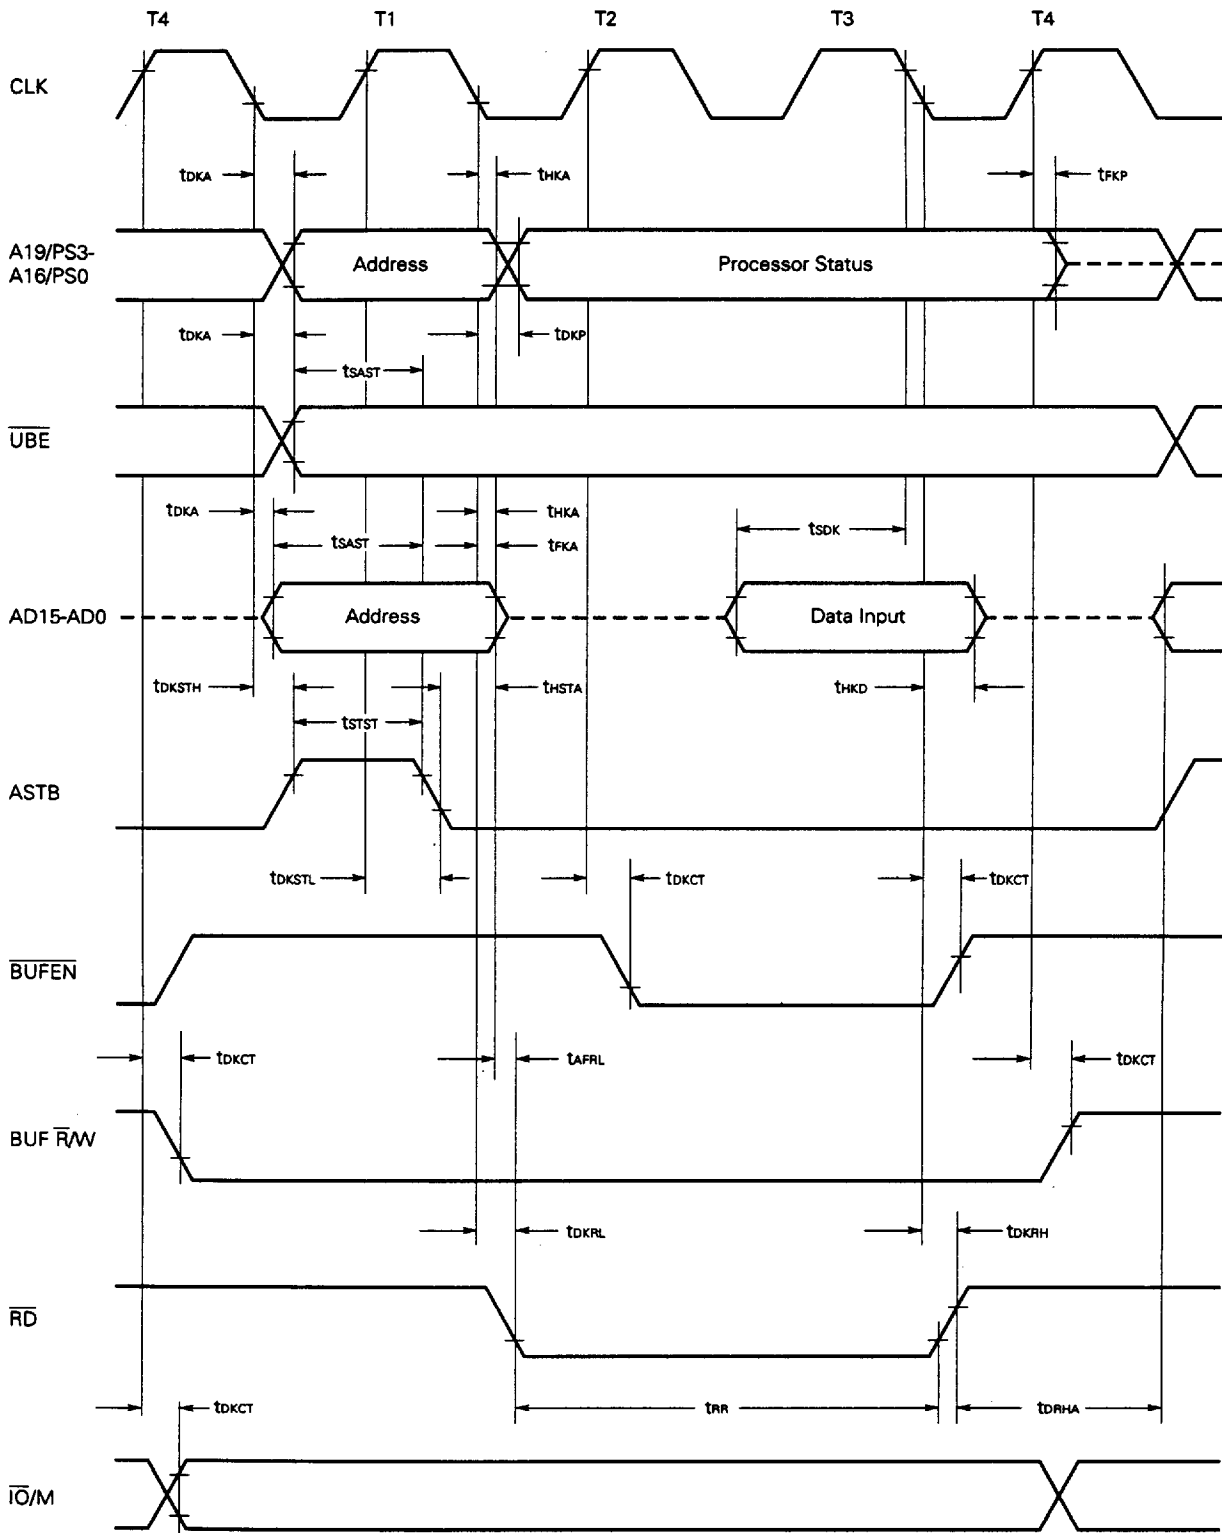 T4 T1 T2 T3 T4
CLK
tDKA tHKA tFKP
A19/PS3-
A16/PS0
Address Processor Status
tDKA tDKP
tSAST
UBE
tDKA tHKA tSDK
tSAST tFKA
AD15-AD0 Address Data Input
tDKSTH tHSTA tHKD
tSTST
ASTB
tDKSTL tDKCT tDKCT
BUFEN
tDKCT tAFRL tDKCT
BUF R/W
tDKRL tDKRH
RD
tDKCT tRR tDRHA
IO/M